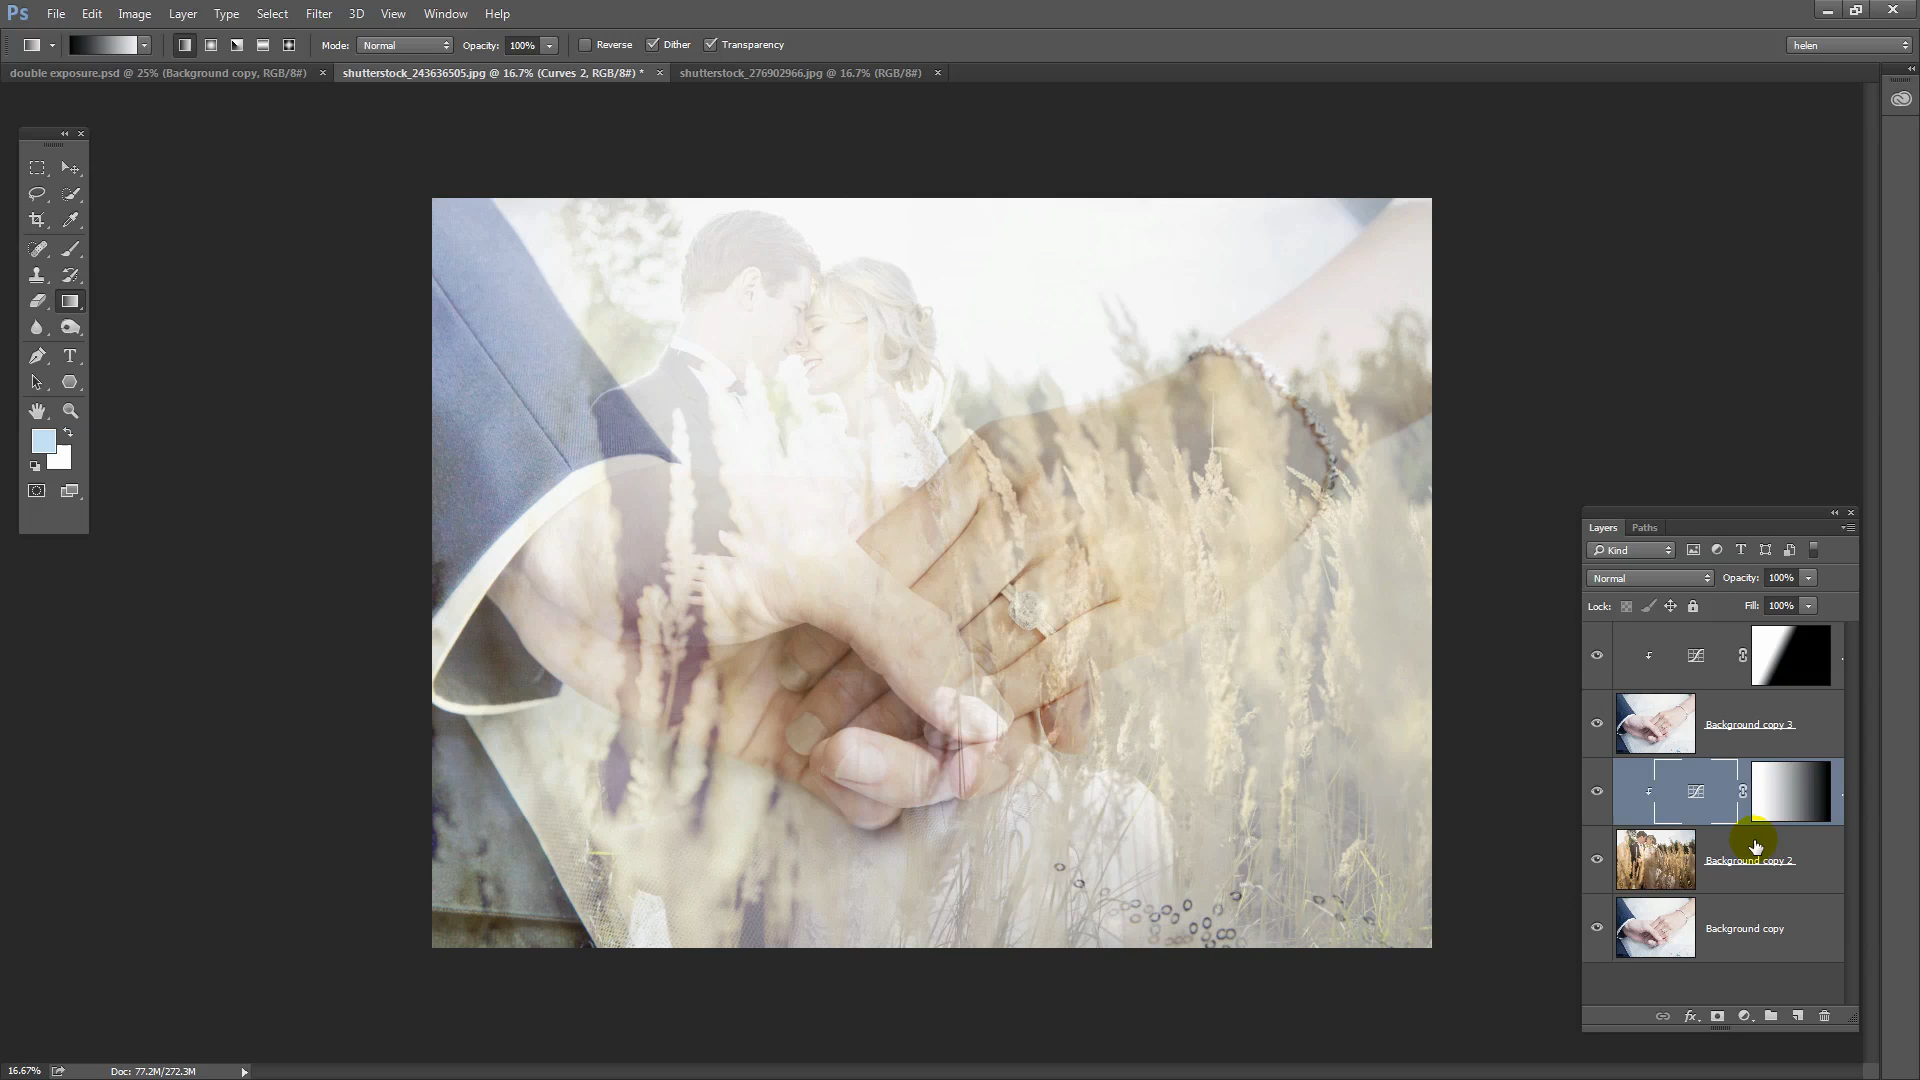 Ps File Edit Image Layer Type Select Filter 3D View Window Help
Mode: Normal Opacity: 100% Reverse Dither Transparency helen
double exposure.psd @ 25% (Background copy, RGB/8#) × shutterstock_243636505.jpg @ 16.7% (Curves 2, RGB/8#) * × shutterstock_276902966.jpg @ 16.7% (RGB/8#) ×
Layers Paths
Kind
Normal Opacity: 100%
Lock: Fill: 100%
Background copy 3
Background copy 2
Background copy
16.67% Doc: 77.2M/272.3M